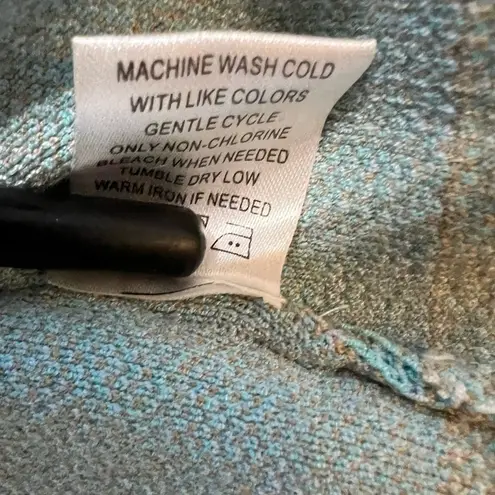 MACHINE WASH COLD
WITH LIKE COLORS
GENTLE CYCLE
ONLY NON-CHLORINE
BLEACH WHEN NEEDED
TUMBLE DRY LOW
WARM IRON IF NEEDED